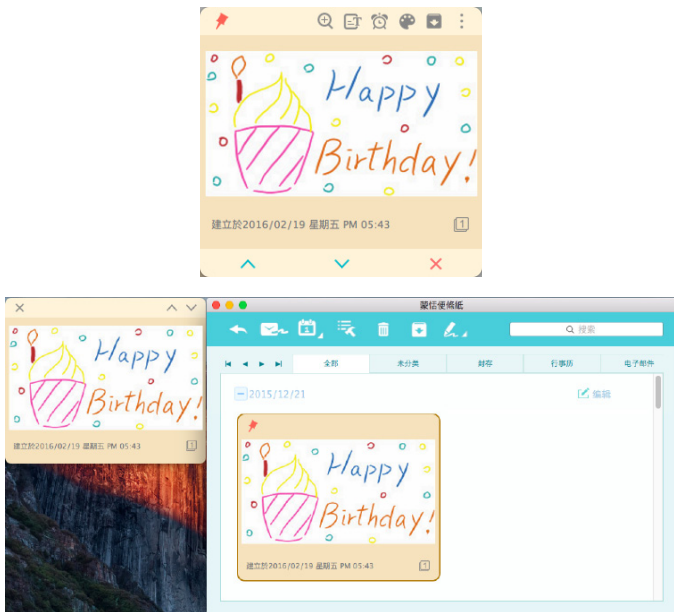 Happy
Birthday!
建立於2016/02/19 星期五 PM 05:43 1
蒙恬便條紙
搜索
Happy
Birthday!
建立於2016/02/19 星期五 PM 05:43 1
全部 未分类 封存 行事历 电子邮件
2015/12/21 编辑
Happy
Birthday!
建立於2016/02/19 星期五 PM 05:43 1